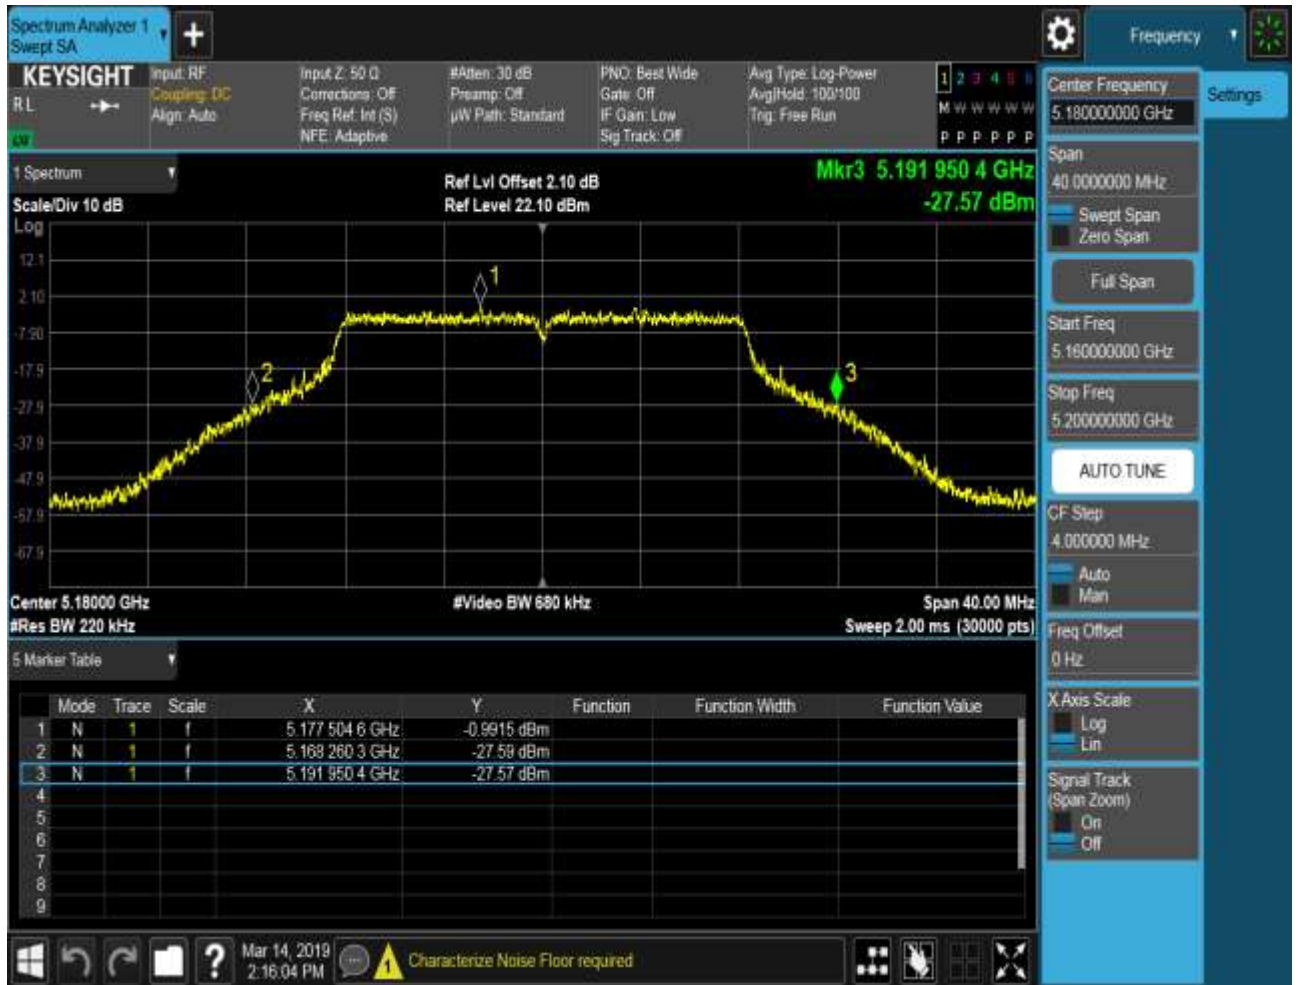 Spectrum Analyzer 1
Swept SA
Frequency
KEYSIGHT
R L
Input: RF
Coupling: DC
Align: Auto
Input Z: 50 Ω
Corrections: Off
Freq Ref: Int (S)
NFE: Adaptive
#Atten: 30 dB
Preamp: Off
µW Path: Standard
PNO: Best Wide
Gate: Off
IF Gain: Low
Sig Track: Off
Avg Type: Log-Power
Avg|Hold: 100/100
Trig: Free Run
1 2 3 4 5 6
M W W W W W
P P P P P P
1 Spectrum
Scale/Div 10 dB
Ref Lvl Offset 2.10 dB
Ref Level 22.10 dBm
Mkr3 5.191 950 4 GHz
-27.57 dBm
Log
12.1
2.10
-7.90
-17.9
-27.9
-37.9
-47.9
-57.9
-67.9
1
2
3
Center 5.18000 GHz
#Video BW 680 kHz
Span 40.00 MHz
#Res BW 220 kHz
Sweep 2.00 ms (30000 pts)
5 Marker Table
Mode Trace Scale X Y Function Function Width Function Value
1 N 1 f 5.177 504 6 GHz -0.9915 dBm
2 N 1 f 5.168 260 3 GHz -27.59 dBm
3 N 1 f 5.191 950 4 GHz -27.57 dBm
4
5
6
7
8
9
Mar 14, 2019
2:16:04 PM
1
Characterize Noise Floor required
Center Frequency
5.180000000 GHz
Settings
Span
40.0000000 MHz
Swept Span
Zero Span
Full Span
Start Freq
5.160000000 GHz
Stop Freq
5.200000000 GHz
AUTO TUNE
CF Step
4.000000 MHz
Auto
Man
Freq Offset
0 Hz
X Axis Scale
Log
Lin
Signal Track
(Span Zoom)
On
Off